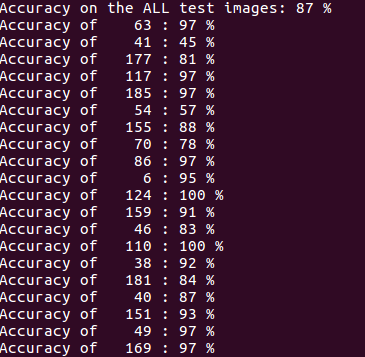 Accuracy on the ALL test images: 87 %
Accuracy of    63 : 97 %
Accuracy of    41 : 45 %
Accuracy of   177 : 81 %
Accuracy of   117 : 97 %
Accuracy of   185 : 97 %
Accuracy of    54 : 57 %
Accuracy of   155 : 88 %
Accuracy of    70 : 78 %
Accuracy of    86 : 97 %
Accuracy of     6 : 95 %
Accuracy of   124 : 100 %
Accuracy of   159 : 91 %
Accuracy of    46 : 83 %
Accuracy of   110 : 100 %
Accuracy of    38 : 92 %
Accuracy of   181 : 84 %
Accuracy of    40 : 87 %
Accuracy of   151 : 93 %
Accuracy of    49 : 97 %
Accuracy of   169 : 97 %